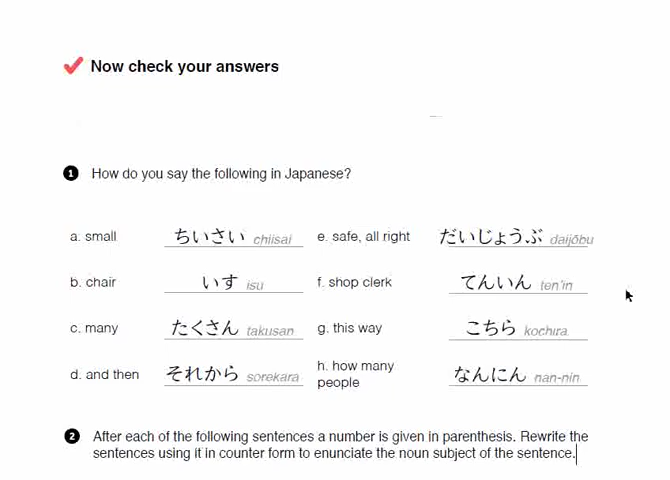 Now check your answers
1 How do you say the following in Japanese?
a. small ちいさい chiisai e. safe, all right だいじょうぶ daijōbu
b. chair いす isu f. shop clerk てんいん ten'in
c. many たくさん takusan g. this way こちら kochira
d. and then それから sorekara h. how many people なんにん nan-nin
2 After each of the following sentences a number is given in parenthesis. Rewrite the
sentences using it in counter form to enunciate the noun subject of the sentence.